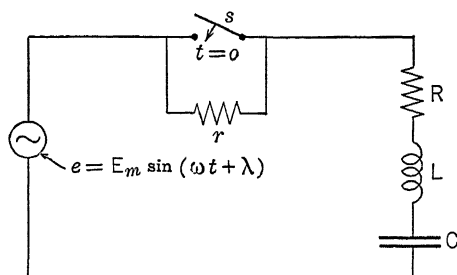 s
t = o
r
R
e = E_m sin (ωt + λ)
L
C